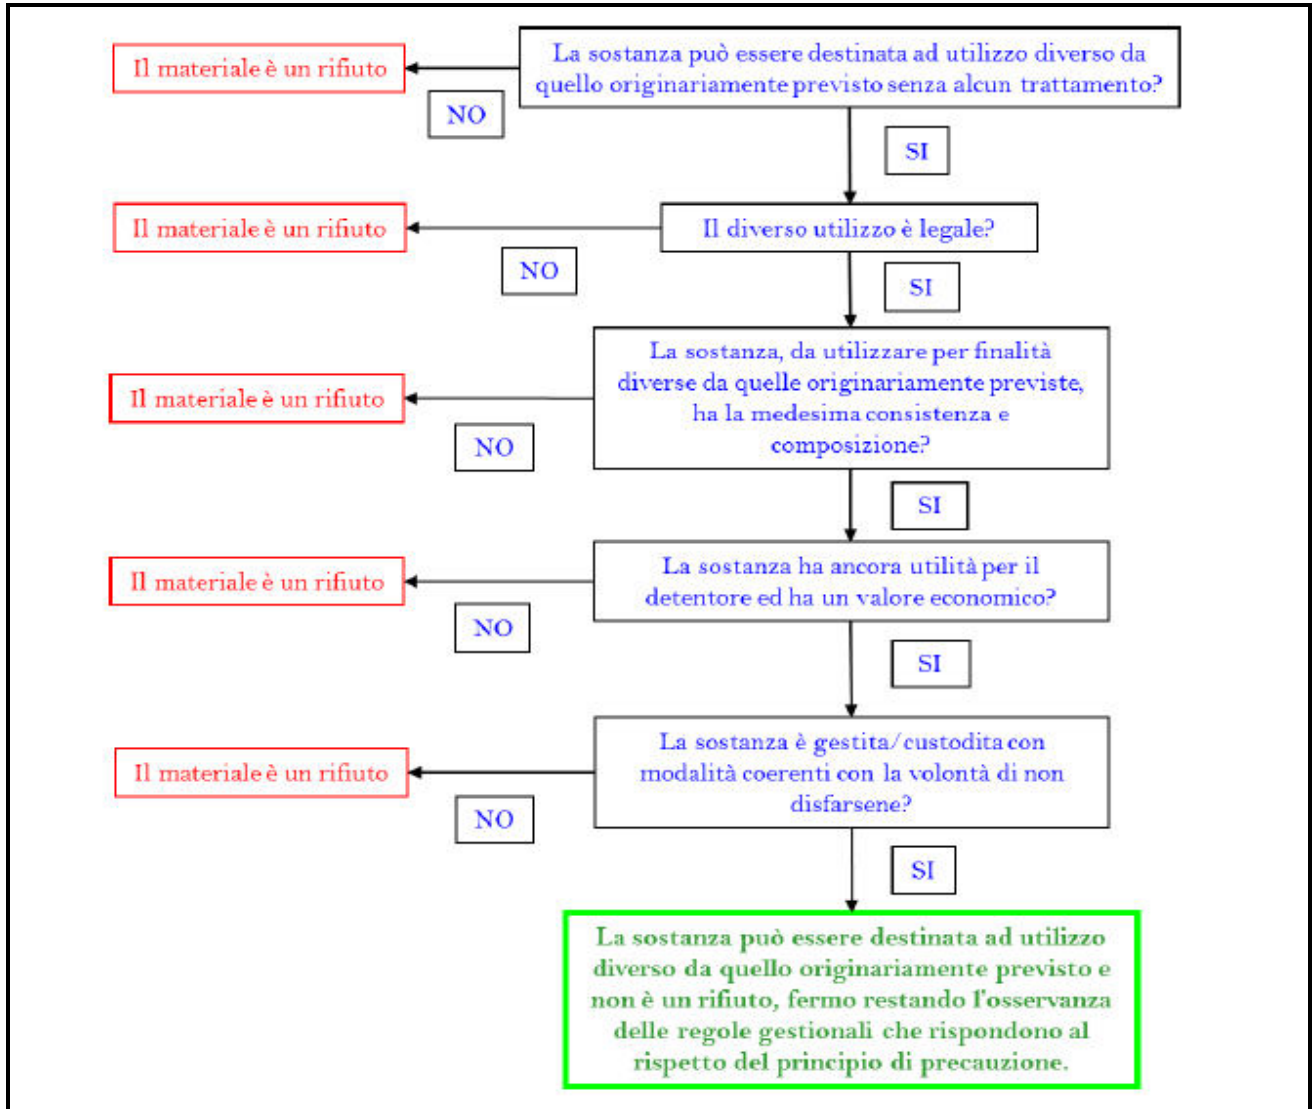 La sostanza può essere destinata ad utilizzo diverso da
quello originariamente previsto senza alcun trattamento?
Il materiale è un rifiuto
NO
SI
Il diverso utilizzo è legale?
Il materiale è un rifiuto
NO
SI
La sostanza, da utilizzare per finalità
diverse da quelle originariamente previste,
ha la medesima consistenza e
composizione?
Il materiale è un rifiuto
NO
SI
La sostanza ha ancora utilità per il
detentore ed ha un valore economico?
Il materiale è un rifiuto
NO
SI
La sostanza è gestita/custodita con
modalità coerenti con la volontà di non
disfarsene?
Il materiale è un rifiuto
NO
SI
La sostanza può essere destinata ad utilizzo
diverso da quello originariamente previsto e
non è un rifiuto, fermo restando l'osservanza
delle regole gestionali che rispondono al
rispetto del principio di precauzione.